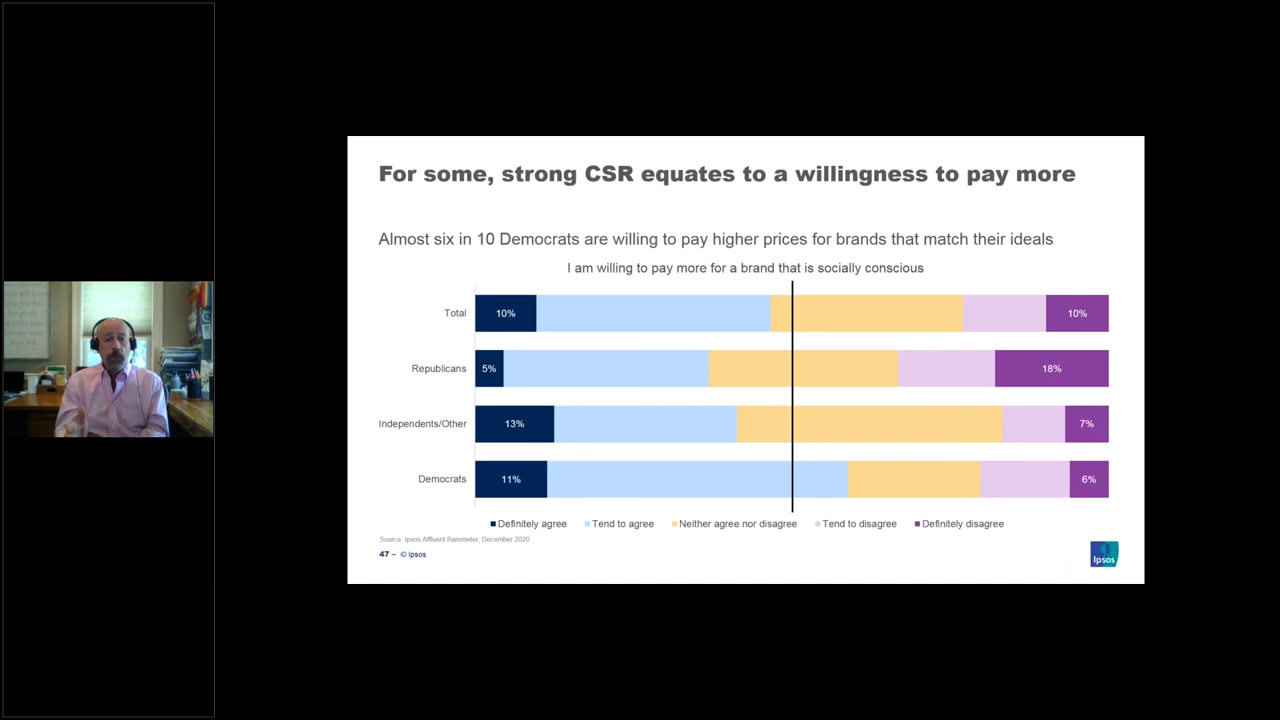 For some, strong CSR equates to a willingness to pay more
Almost six in 10 Democrats are willing to pay higher prices for brands that match their ideals
I am willing to pay more for a brand that is socially conscious
Total 10% 10%
Republicans 5% 18%
Independents/Other 13% 7%
Democrats 11% 6%
Definitely agree Tend to agree Neither agree nor disagree Tend to disagree Definitely disagree
Source: Ipsos Affluent Barometer, December 2020
47 – © Ipsos
Ipsos